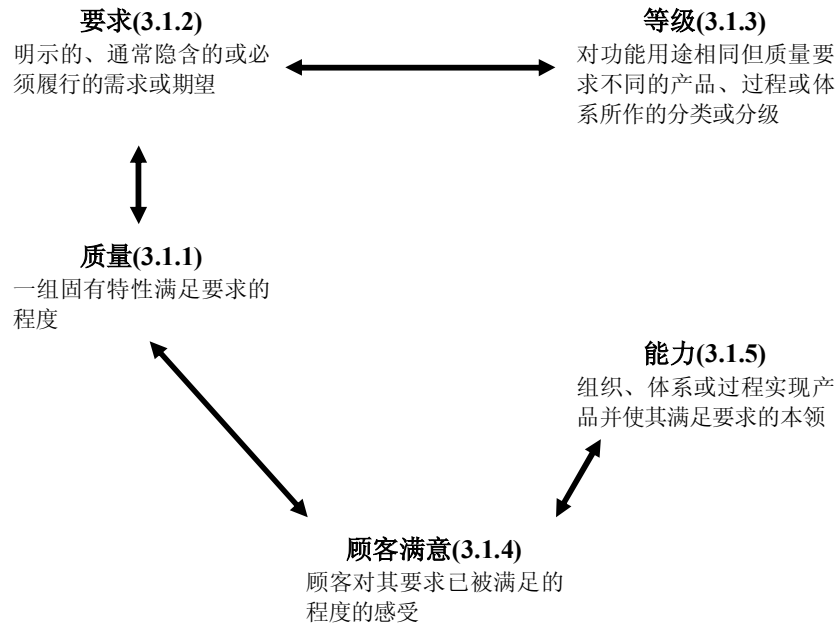 要求(3.1.2)
明示的、通常隐含的或必
须履行的需求或期望
等级(3.1.3)
对功能用途相同但质量要
求不同的产品、过程或体
系所作的分类或分级
质量(3.1.1)
一组固有特性满足要求的
程度
能力(3.1.5)
组织、体系或过程实现产
品并使其满足要求的本领
顾客满意(3.1.4)
顾客对其要求已被满足的
程度的感受